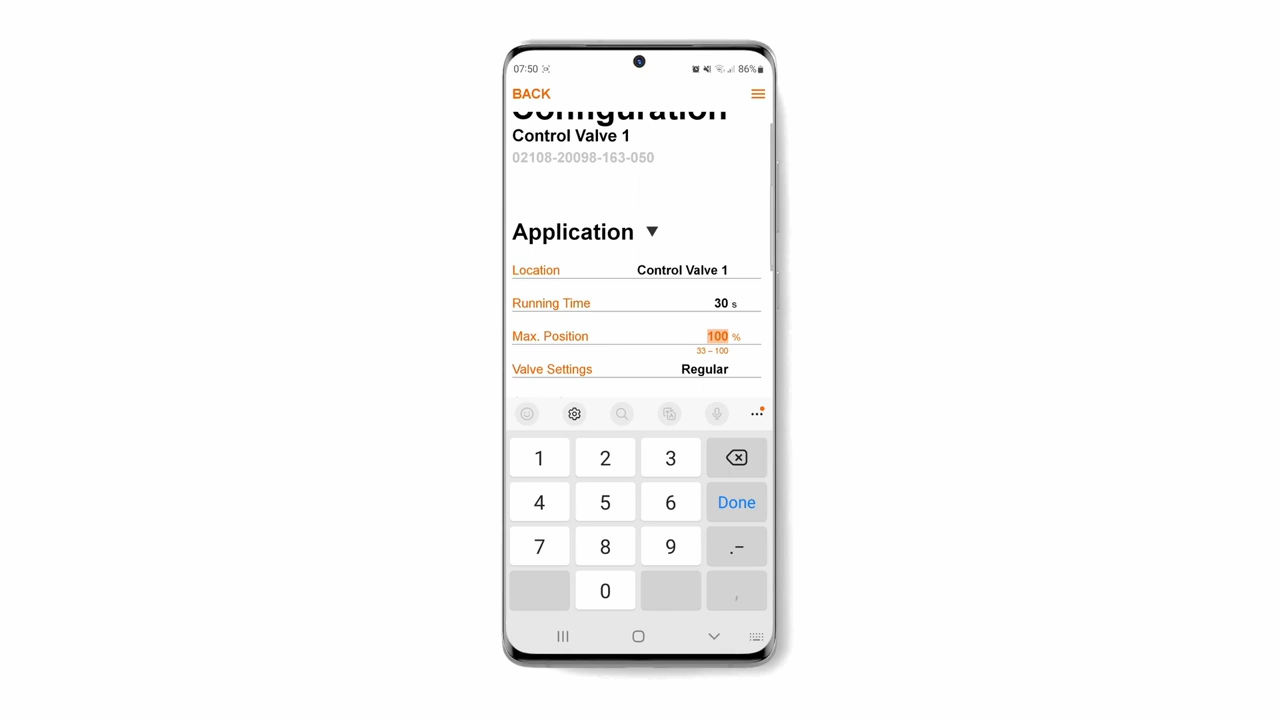 07:50 86%
BACK
Configuration
Control Valve 1
02108-20098-163-050
Application ▼
Location Control Valve 1
Running Time 30 s
Max. Position 100 %
33 – 100
Valve Settings Regular
1 2 3
4 5 6 Done
7 8 9 .–
0 ,